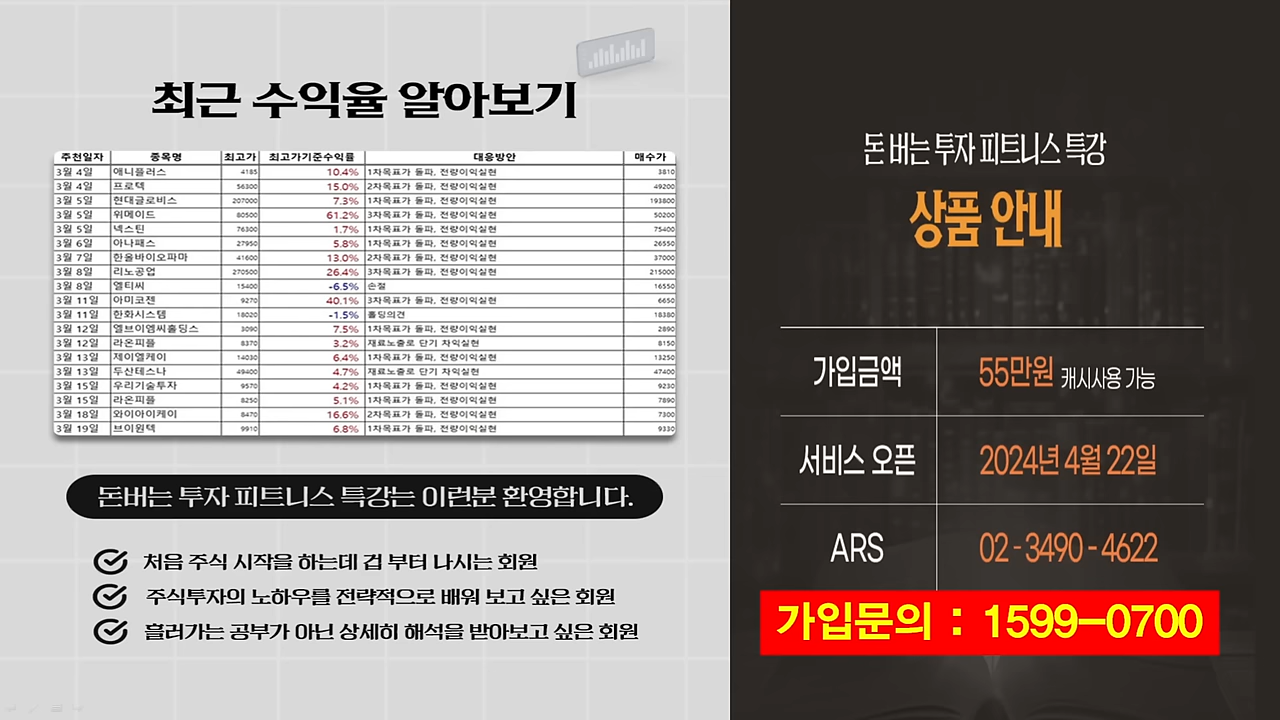 최근 수익율 알아보기
추천일자 종목명 최고가 최고가기준수익률 대응방안 매수가
3월 4일 애니플러스 4185 10.4% 1차목표가 돌파, 전량이익실현 3810
3월 4일 프로텍 56300 15.0% 2차목표가 돌파, 전량이익실현 49200
3월 5일 현대글로비스 207000 7.3% 1차목표가 돌파, 전량이익실현 193800
3월 5일 위메이드 80500 61.2% 3차목표가 돌파, 전량이익실현 50200
3월 5일 넥스틴 76300 1.7% 1차목표가 돌파, 전량이익실현 75400
3월 6일 아나패스 27950 5.8% 1차목표가 돌파, 전량이익실현 26550
3월 7일 한올바이오파마 41600 13.0% 2차목표가 돌파, 전량이익실현 37000
3월 8일 리노공업 270500 26.4% 3차목표가 돌파, 전량이익실현 215000
3월 8일 엘티씨 15400 -6.5% 손절 16550
3월 11일 아미코젠 9270 40.1% 3차목표가 돌파, 전량이익실현 6650
3월 11일 한화시스템 18020 -1.5% 홀딩의견 18380
3월 12일 엘브이엠씨홀딩스 3090 7.5% 1차목표가 돌파, 전량이익실현 2890
3월 12일 라온피플 8370 3.2% 재료노출로 단기 차익실현 8150
3월 13일 제이엘케이 14030 6.4% 1차목표가 돌파, 전량이익실현 13250
3월 13일 두산테스나 49400 4.7% 재료노출로 단기 차익실현 47400
3월 15일 우리기술투자 9570 4.2% 1차목표가 돌파, 전량이익실현 9230
3월 15일 라온피플 8250 5.1% 1차목표가 돌파, 전량이익실현 7890
3월 18일 와이아이케이 8470 16.6% 2차목표가 돌파, 전량이익실현 7300
3월 19일 브이원텍 9910 6.8% 1차목표가 돌파, 전량이익실현 9330
돈버는 투자 피트니스 특강는 이런분 환영합니다.
처음 주식 시작을 하는데 겁 부터 나시는 회원
주식투자의 노하우를 전략적으로 배워 보고 싶은 회원
흘러가는 공부가 아닌 상세히 해석을 받아보고 싶은 회원
돈 버는 투자 피트니스 특강
상품 안내
가입금액 55만원 캐시사용 가능
서비스 오픈 2024년 4월 22일
ARS 02-3490-4622
가입문의 : 1599-0700